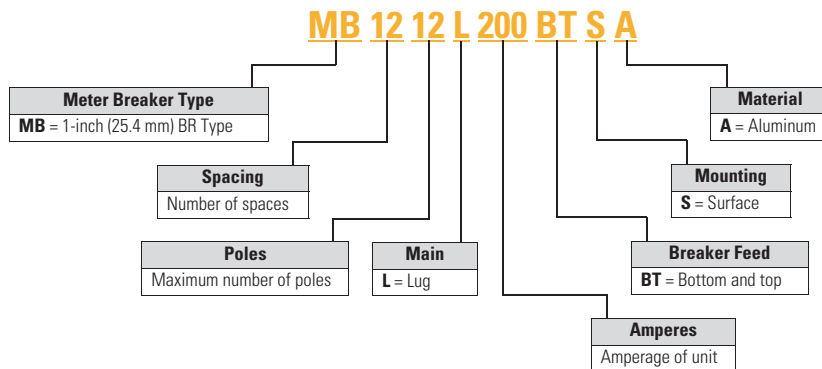 MB 12 12 L 200 BT S A
Meter Breaker Type
MB = 1-inch (25.4 mm) BR Type
Material
A = Aluminum
Spacing
Number of spaces
Mounting
S = Surface
Poles
Maximum number of poles
Main
L = Lug
Breaker Feed
BT = Bottom and top
Amperes
Amperage of unit